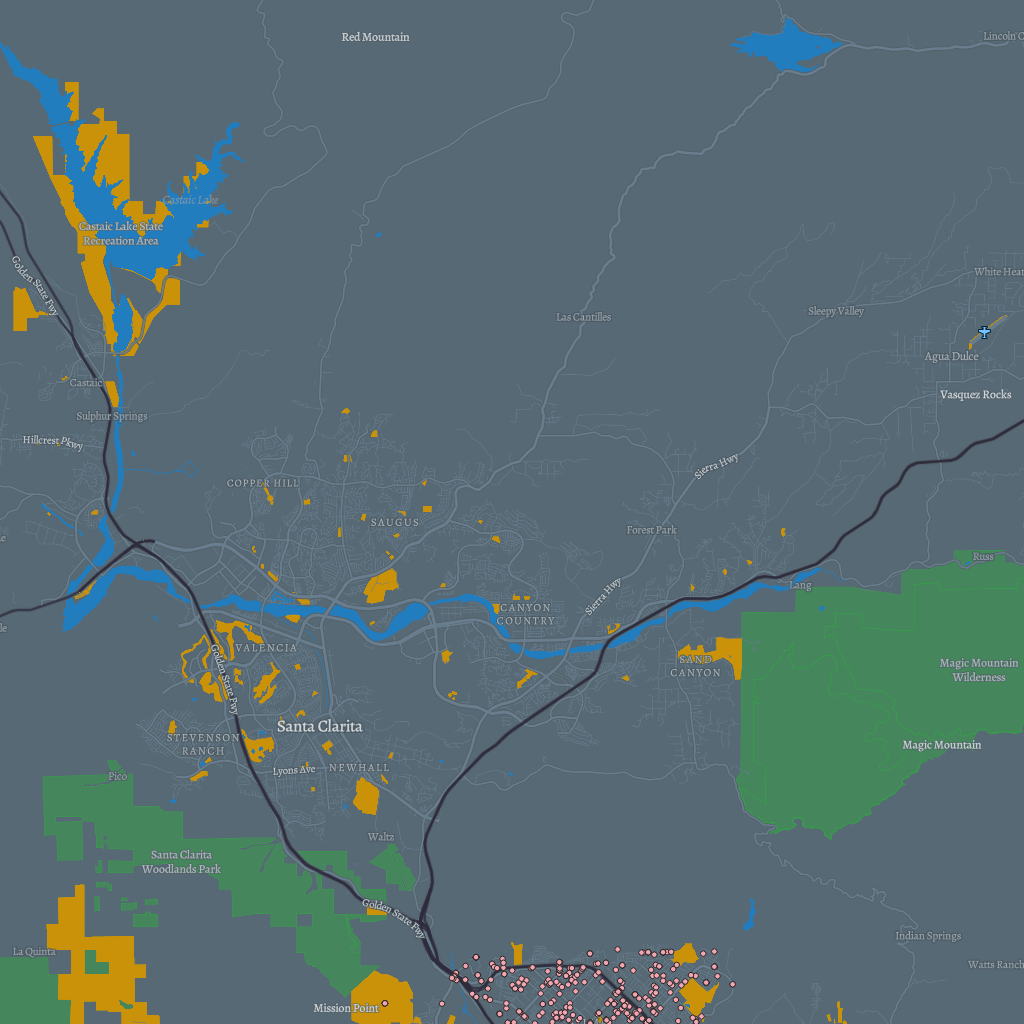 Red Mountain
Lincoln C
Castaic Lake
Castaic Lake State
Recreation Area
Golden State Fwy
White Heat
Las Cantilles
Sleepy Valley
Agua Dulce
Castaic
Vasquez Rocks
Sulphur Springs
Hillcrest Pkwy
Sierra Hwy
COPPER HILL
SAUGUS
Forest Park
Russ
Lang
Sierra Hwy
CANYON
COUNTRY
le
VALENCIA
Golden State Fwy
SAND
CANYON
Magic Mountain
Wilderness
Santa Clarita
STEVENSON
RANCH
Magic Mountain
Lyons Ave
NEWHALL
Pico
Waltz
Santa Clarita
Woodlands Park
Golden State Fwy
Indian Springs
La Quinta
Watts Ranch
Mission Point